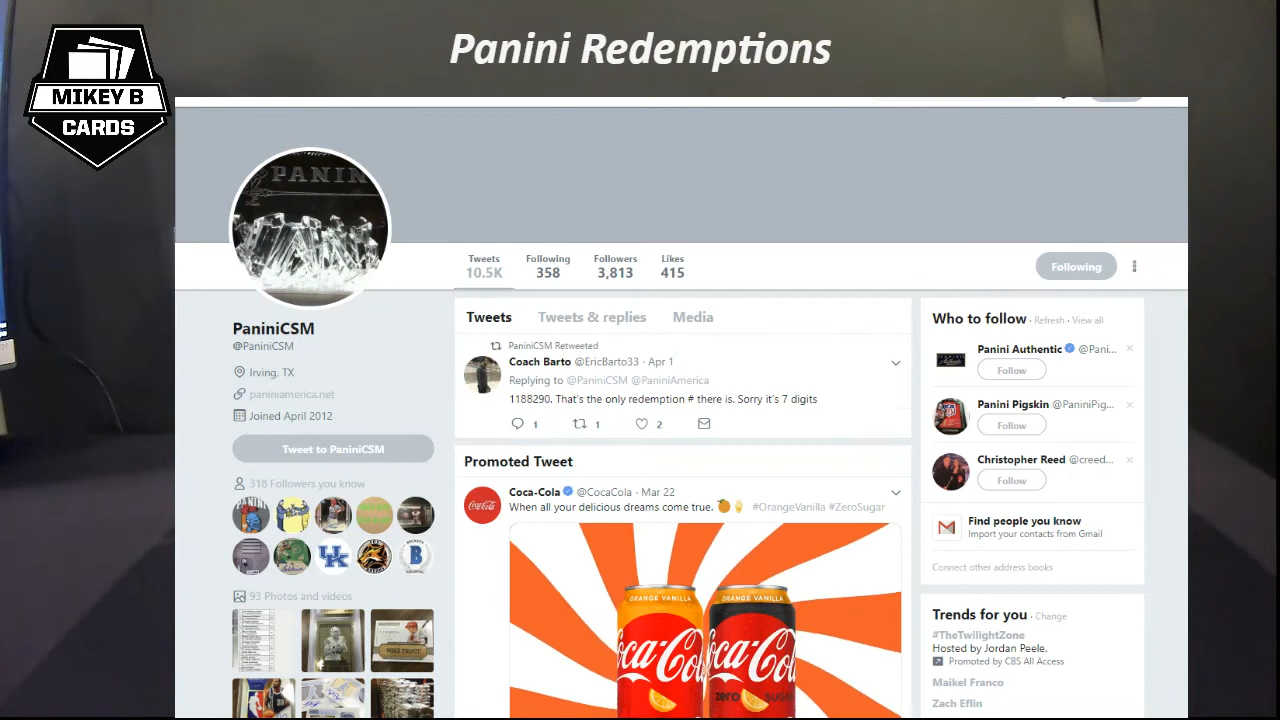 Panini Redemptions
MIKEY B
CARDS
PANINI
Tweets Following Followers Likes
10.5K 358 3,813 415
Following
PaniniCSM
@PaniniCSM
Irving, TX
paniniamerica.net
Joined April 2012
Tweet to PaniniCSM
318 Followers you know
93 Photos and videos
Tweets Tweets & replies Media
PaniniCSM Retweeted
Coach Barto @EricBarto33 · Apr 1
Replying to @PaniniCSM @PaniniAmerica
1188290. That's the only redemption # there is. Sorry it's 7 digits
1 1 2
Promoted Tweet
Coca-Cola @CocaCola · Mar 22
When all your delicious dreams come true. #OrangeVanilla #ZeroSugar
ORANGE VANILLA ORANGE VANILLA
Coca-Cola Coca-Cola
zero sugar
Who to follow · Refresh · View all
Panini Authentic @Pani...
Follow
Panini Pigskin @PaniniPig...
Follow
Christopher Reed @creed...
Follow
Find people you know
Import your contacts from Gmail
Connect other address books
Trends for you · Change
#TheTwilightZone
Hosted by Jordan Peele.
Promoted by CBS All Access
Maikel Franco
Zach Eflin